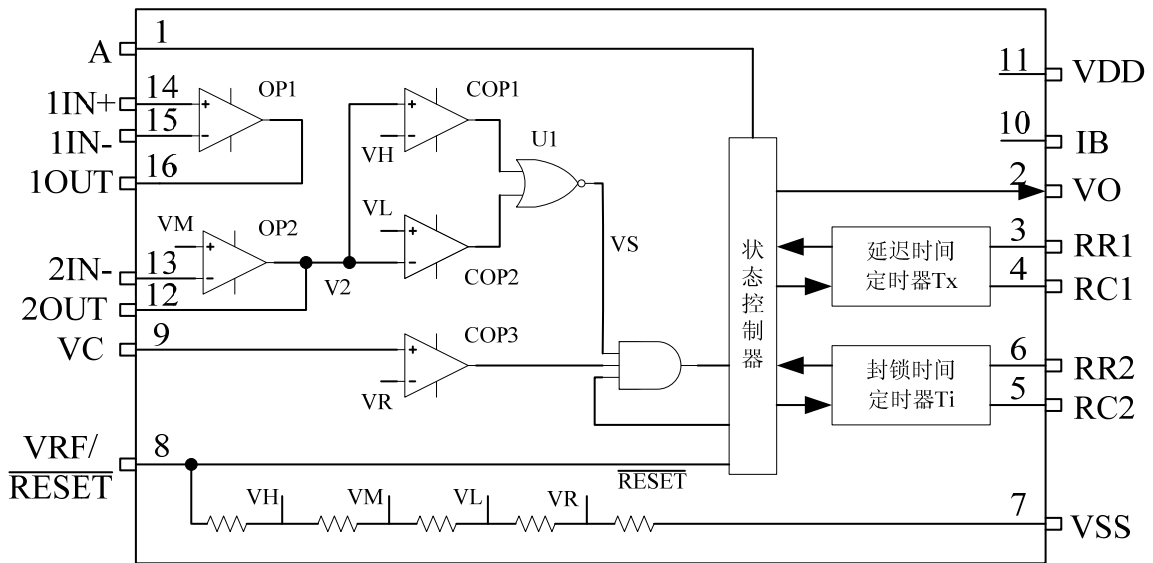 A 1
1IN+ 14
1IN- 15
1OUT 16
OP1
+
-
COP1
+
-
VH
U1
VM
OP2
+
-
2IN- 13
2OUT 12
V2
VL
COP2
+
-
VS
VC 9
COP3
+
-
VR
VRF/
RESET
8
RESET
VH
VM
VL
VR
状态控制器
延迟时间
定时器Tx
封锁时间
定时器Ti
11 VDD
10 IB
2 VO
3 RR1
4 RC1
6 RR2
5 RC2
7 VSS